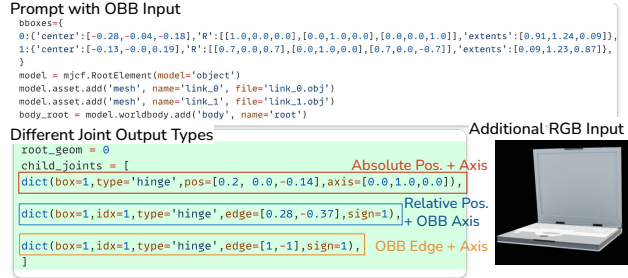 Prompt with OBB Input
bboxes={
0:{'center':[-0.28,-0.04,-0.18],'R':[[1.0,0.0,0.0],[0.0,1.0,0.0],[0.0,0.0,1.0]],'extents':[0.91,1.24,0.09]},
1:{'center':[-0.13,-0.0,0.19],'R':[[0.7,0.0,0.7],[0.0,1.0,0.0],[0.7,0.0,-0.7]],'extents':[0.09,1.23,0.87]},
}
model = mjcf.RootElement(model='object')
model.asset.add('mesh', name='link_0', file='link_0.obj')
model.asset.add('mesh', name='link_1', file='link_1.obj')
body_root = model.worldbody.add('body', name='root')
Different Joint Output Types
Additional RGB Input
root_geom = 0
child_joints = [
Absolute Pos. + Axis
dict(box=1,type='hinge',pos=[0.2, 0.0,-0.14],axis=[0.0,1.0,0.0]),
dict(box=1,idx=1,type='hinge',edge=[0.28,-0.37],sign=1),
Relative Pos.
+ OBB Axis
dict(box=1,idx=1,type='hinge',edge=[1,-1],sign=1),
OBB Edge + Axis
]